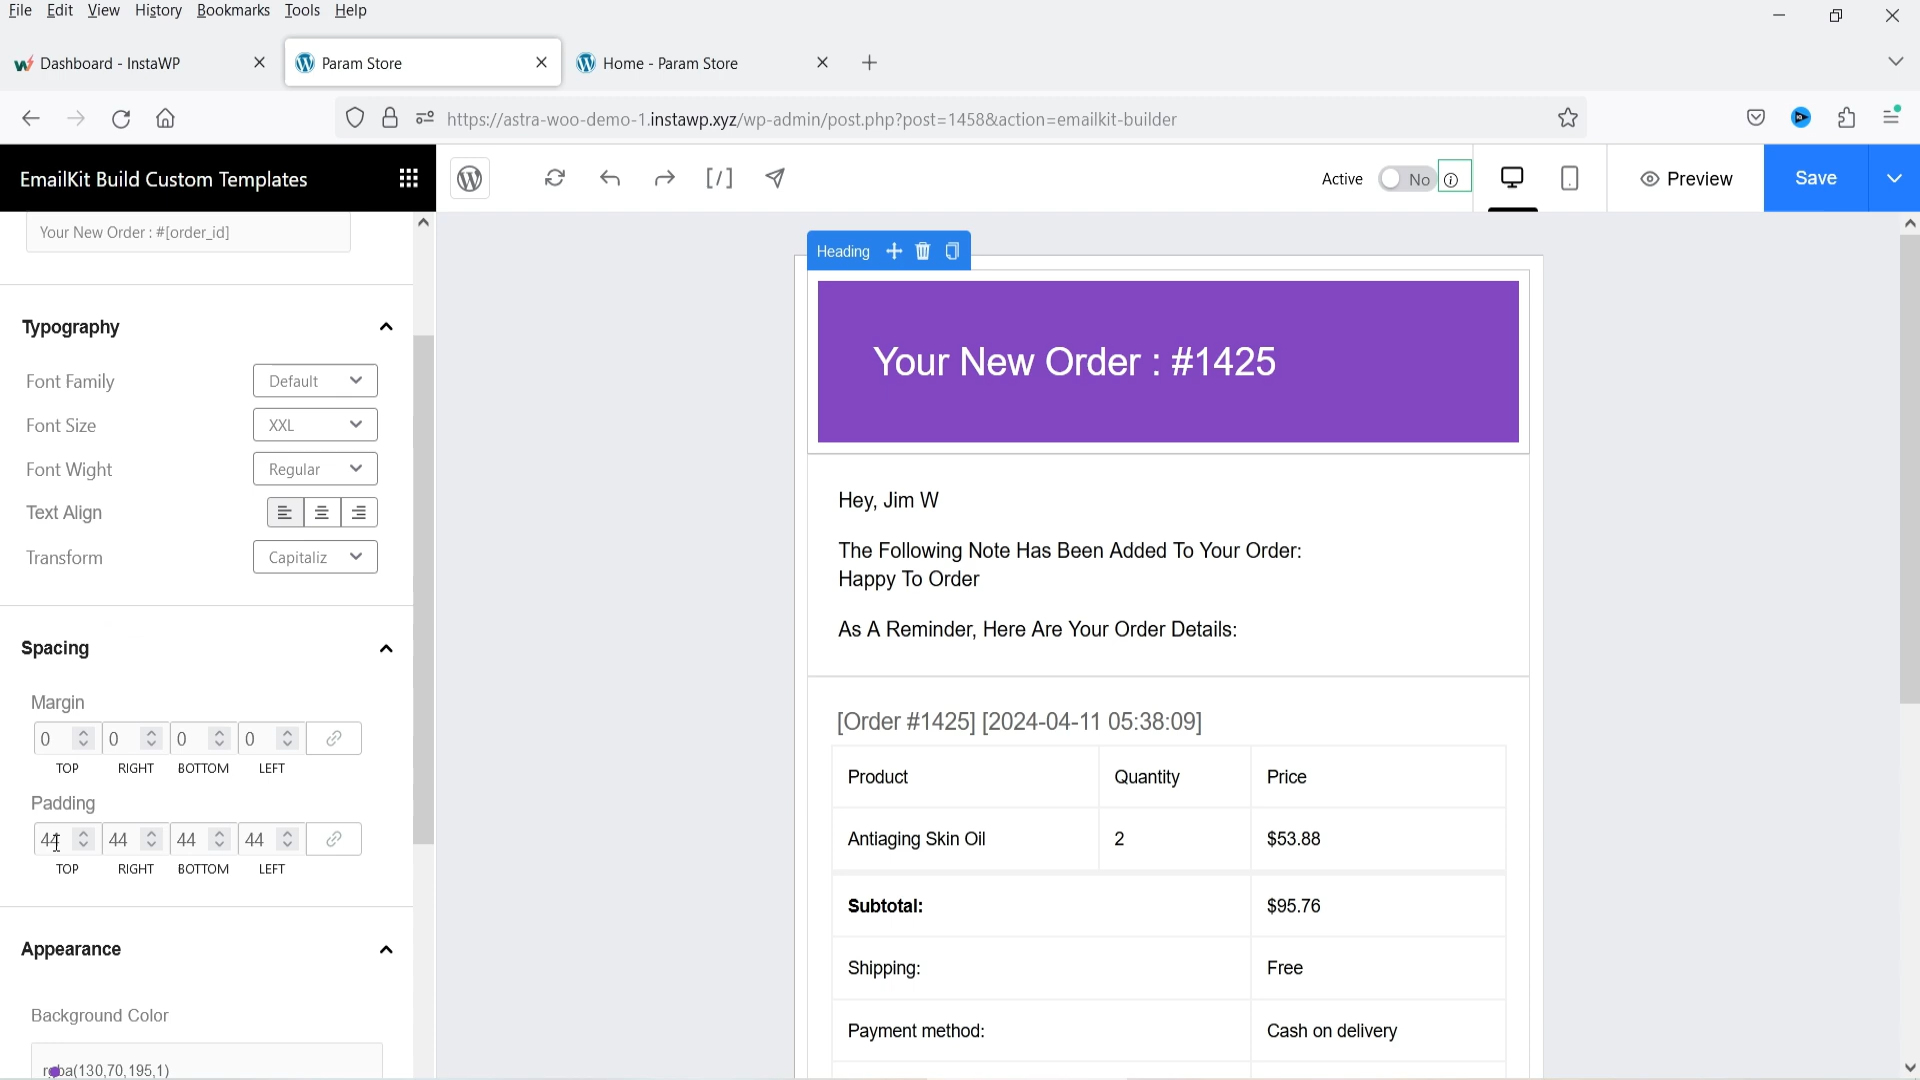 File Edit View History Bookmarks Tools Help
Dashboard - InstaWP
Param Store
Home - Param Store
https://astra-woo-demo-1.instawp.xyz/wp-admin/post.php?post=1458&action=emailkit-builder
EmailKit Build Custom Templates
[/]
Active
No
Preview
Save
Your New Order : #[order_id]
Typography
Font Family
Default
Font Size
XXL
Font Wight
Regular
Text Align
Transform
Capitaliz
Spacing
Margin
0 0 0 0
TOP RIGHT BOTTOM LEFT
Padding
44 44 44 44
TOP RIGHT BOTTOM LEFT
Appearance
Background Color
rgba(130,70,195,1)
Heading
Your New Order : #1425
Hey, Jim W
The Following Note Has Been Added To Your Order:
Happy To Order
As A Reminder, Here Are Your Order Details:
[Order #1425] [2024-04-11 05:38:09]
Product Quantity Price
Antiaging Skin Oil 2 $53.88
Subtotal: $95.76
Shipping: Free
Payment method: Cash on delivery